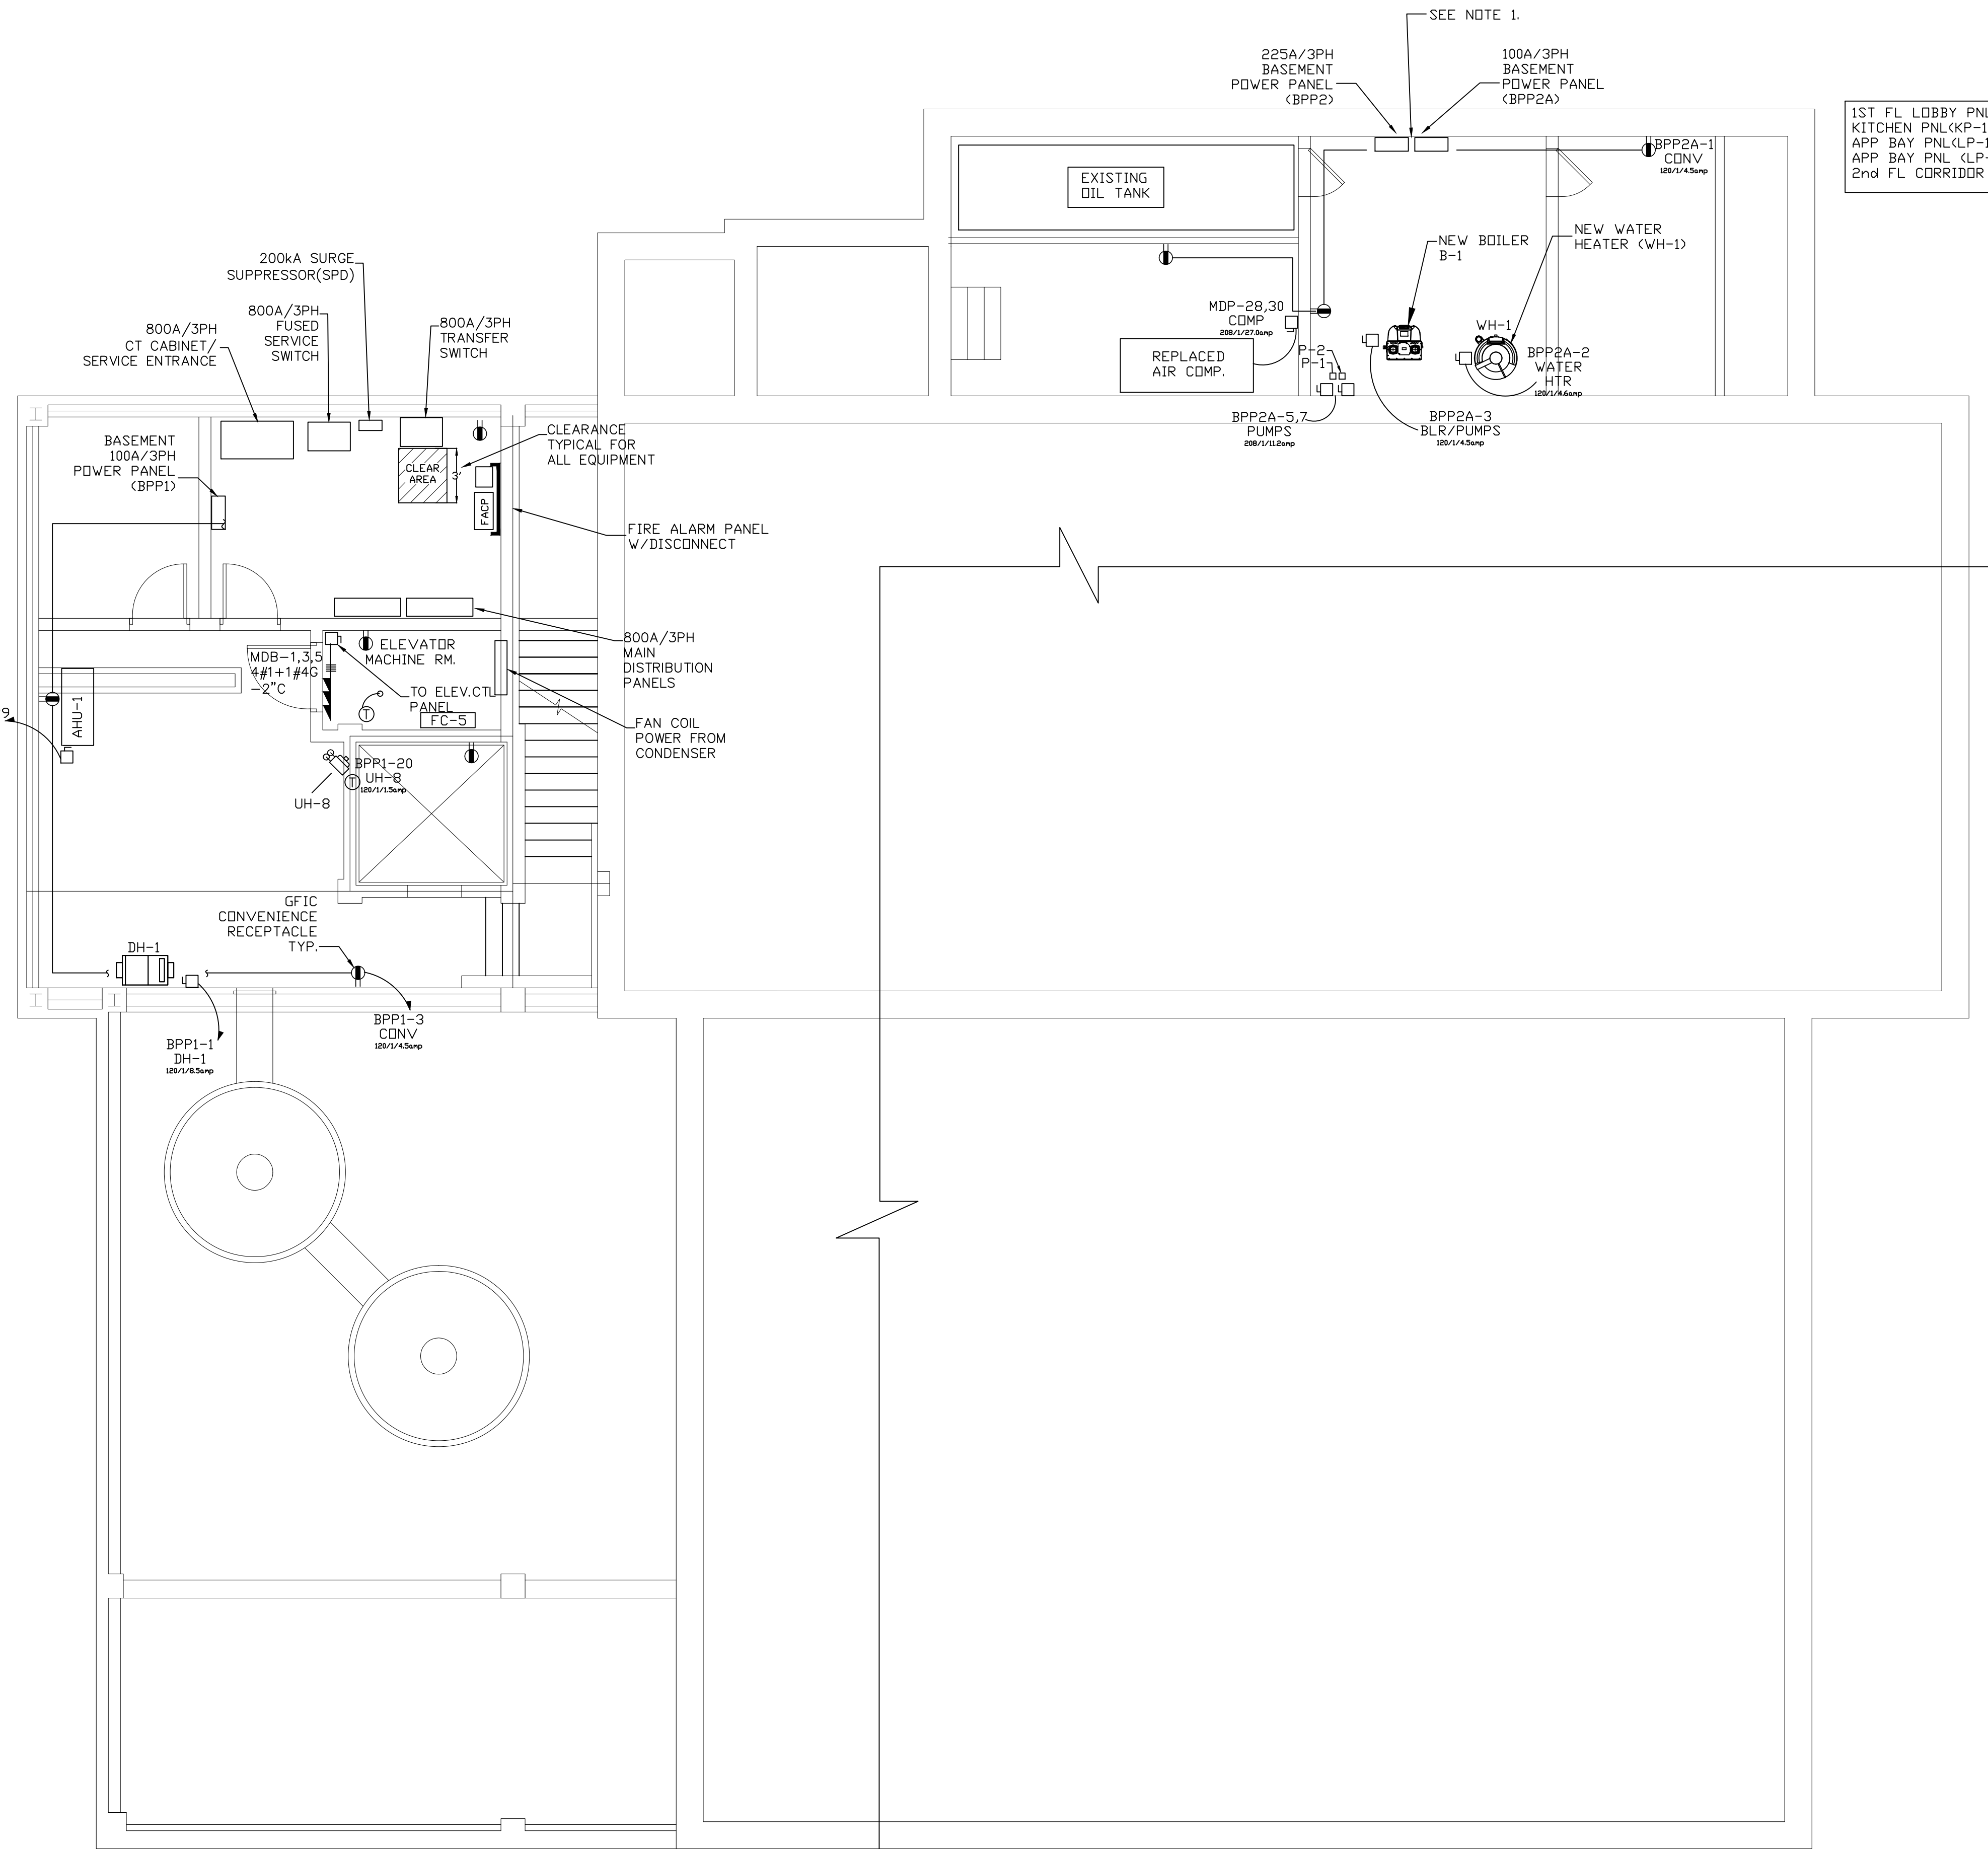 SEE NOTE 1.
225A/3PH
BASEMENT
POWER PANEL
(BPP2)
100A/3PH
BASEMENT
POWER PANEL
(BPP2A)
1ST FL LOBBY PNL
KITCHEN PNL(KP-1
APP BAY PNL(LP-1
APP BAY PNL (LP-
2nd FL CORRIDOR
BPP2A-1
CONV
120/1/4.5amp
EXISTING
OIL TANK
NEW BOILER
B-1
NEW WATER
HEATER (WH-1)
MDP-28,30
COMP
208/1/27.0amp
REPLACED
AIR COMP.
P-2
P-1
WH-1
BPP2A-2
WATER
HTR
120/1/4.6amp
BPP2A-5,7
PUMPS
208/1/11.2amp
BPP2A-3
BLR/PUMPS
120/1/4.5amp
200kA SURGE
SUPPRESSOR(SPD)
800A/3PH
FUSED
SERVICE
SWITCH
800A/3PH
CT CABINET/
SERVICE ENTRANCE
800A/3PH
TRANSFER
SWITCH
BASEMENT
100A/3PH
POWER PANEL
(BPP1)
CLEARANCE
TYPICAL FOR
ALL EQUIPMENT
CLEAR
AREA
3'
FACP
FIRE ALARM PANEL
W/DISCONNECT
800A/3PH
MAIN
DISTRIBUTION
PANELS
ELEVATOR
MACHINE RM.
MDB-1,3,5
4#1+1#4G
-2"C
TO ELEV.CTL
PANEL
T
FC-5
FAN COIL
POWER FROM
CONDENSER
AHU-1
9
BPP1-20
UH-8
120/1/1.5amp
T
UH-8
GFIC
CONVENIENCE
RECEPTACLE
TYP.
DH-1
BPP1-3
CONV
120/1/4.5amp
BPP1-1
DH-1
120/1/8.5amp